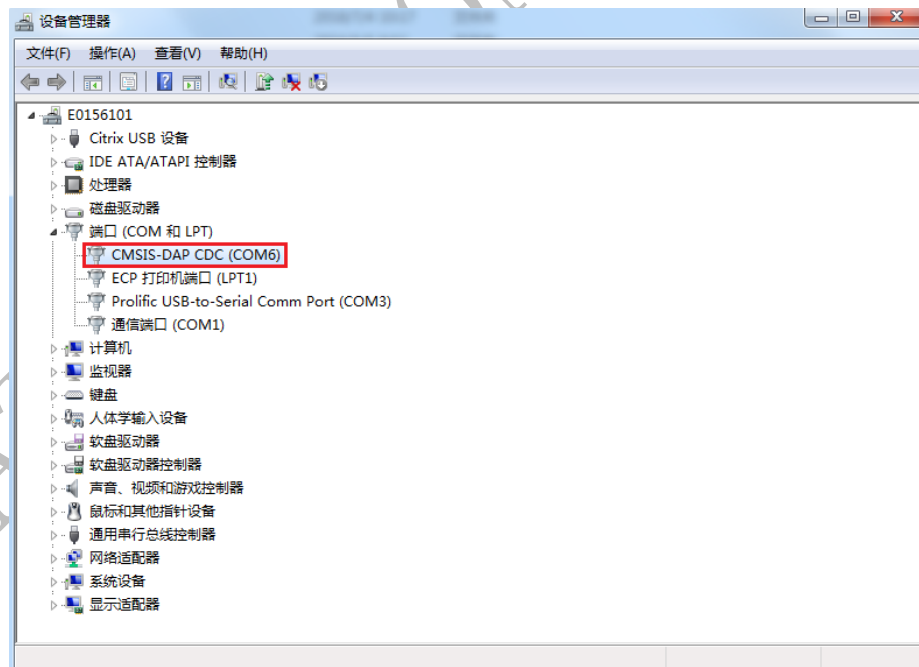 设备管理器
文件(F) 操作(A) 查看(V) 帮助(H)
E0156101
Citrix USB 设备
IDE ATA/ATAPI 控制器
处理器
磁盘驱动器
端口 (COM 和 LPT)
CMSIS-DAP CDC (COM6)
ECP 打印机端口 (LPT1)
Prolific USB-to-Serial Comm Port (COM3)
通信端口 (COM1)
计算机
监视器
键盘
人体学输入设备
软盘驱动器
软盘驱动器控制器
声音、视频和游戏控制器
鼠标和其他指针设备
通用串行总线控制器
网络适配器
系统设备
显示适配器